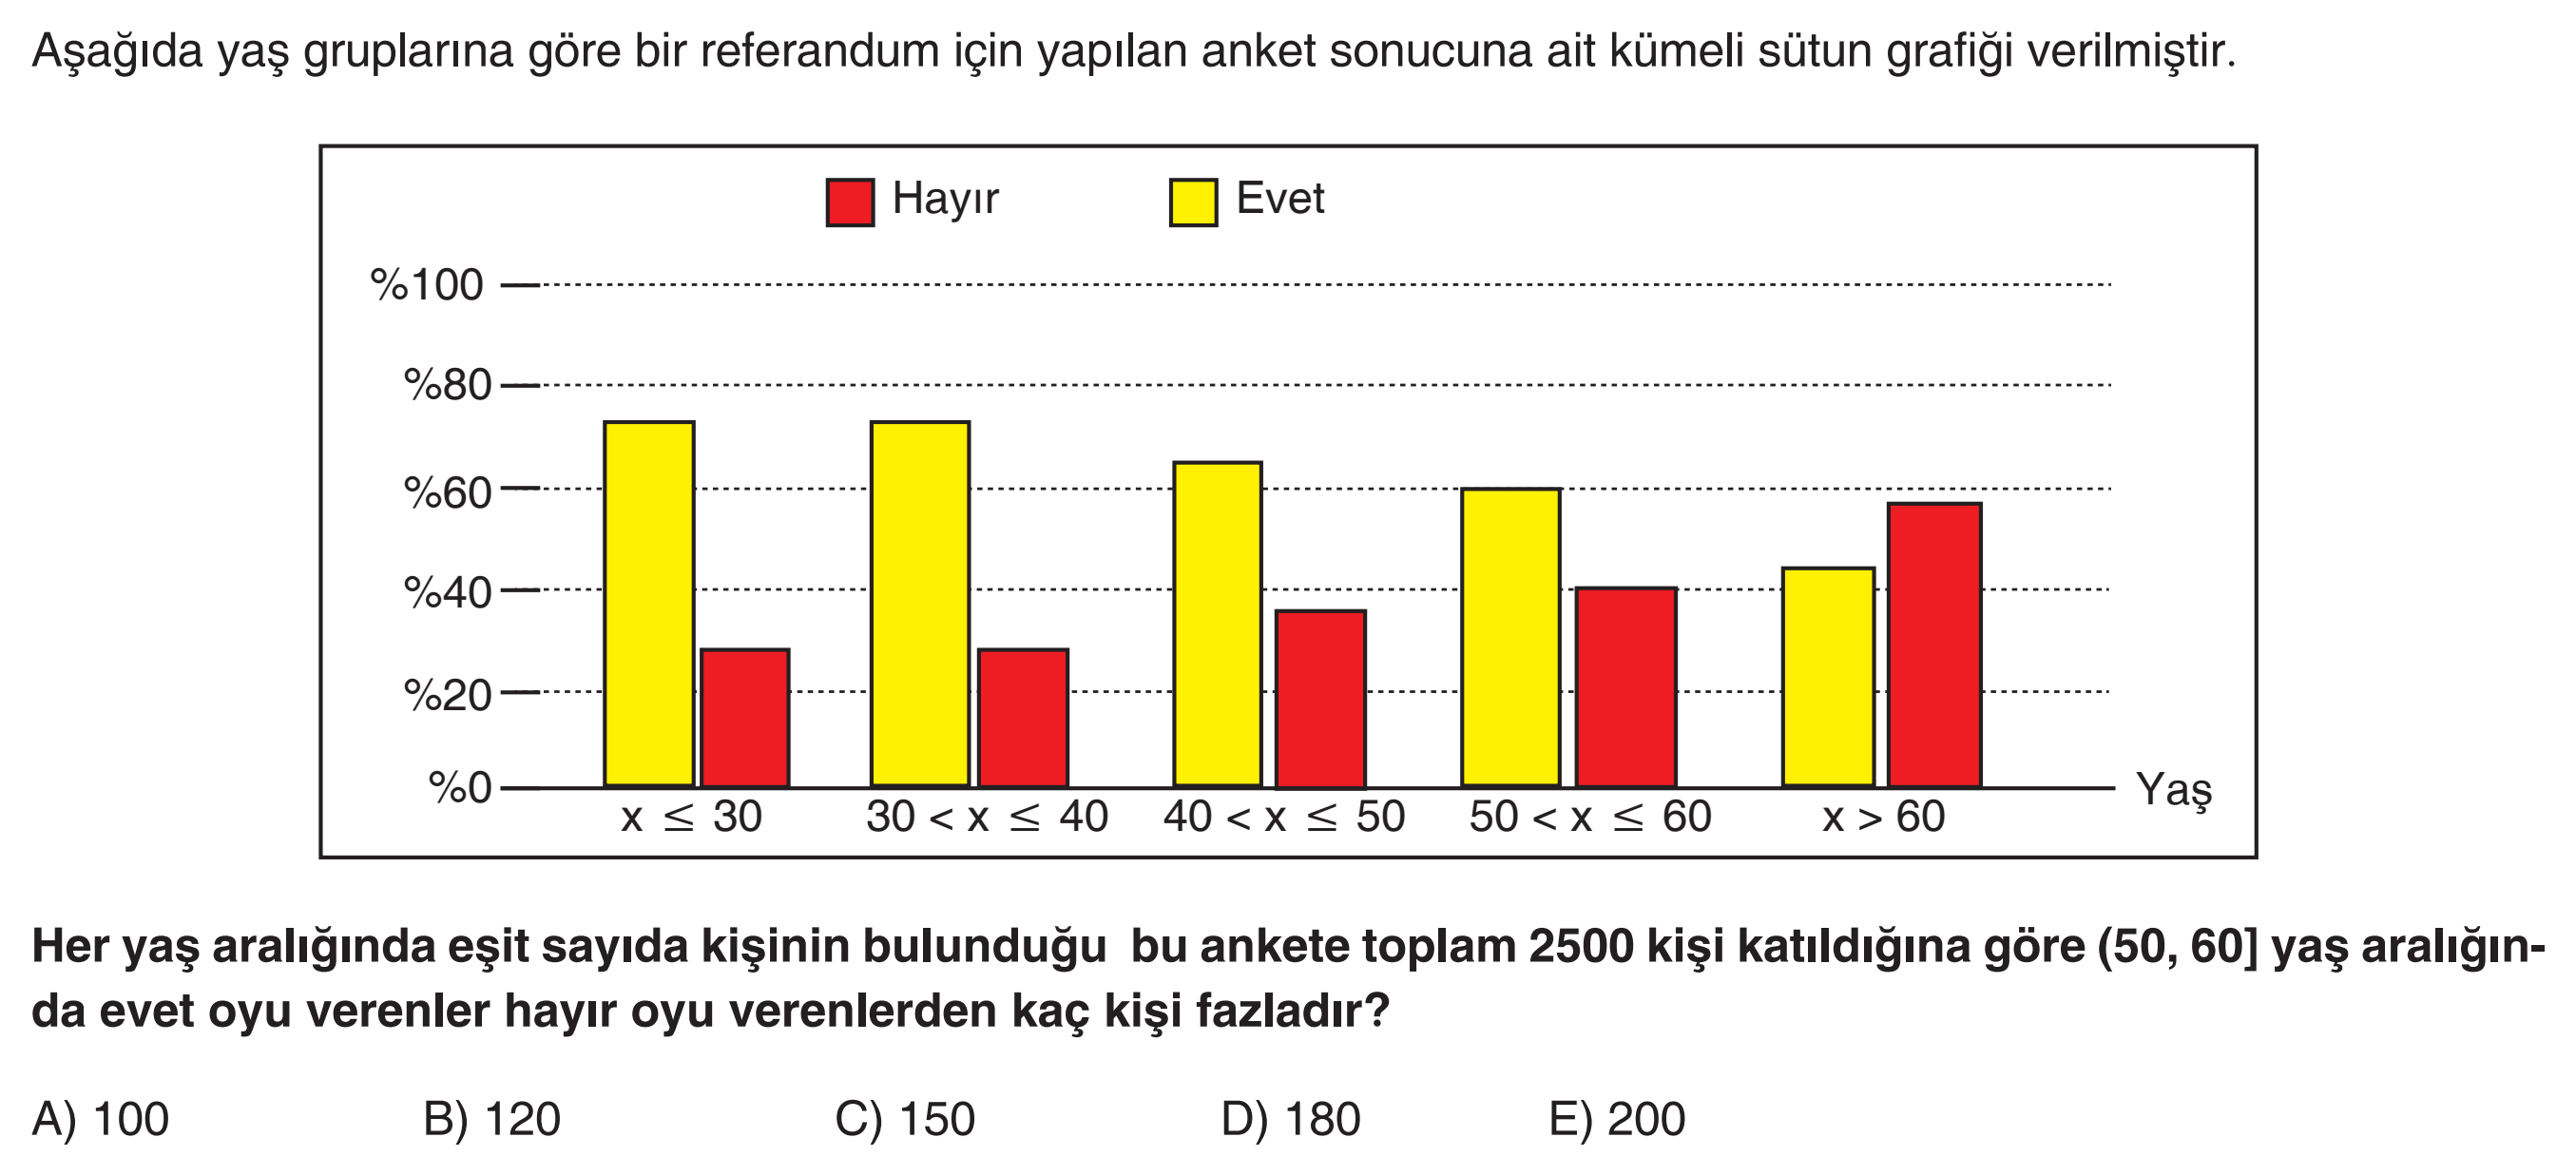 Aşağıda yaş gruplarına göre bir referandum için yapılan anket sonucuna ait kümeli sütun grafiği verilmiştir.
Hayır Evet
%100
%80
%60
%40
%20
%0
Yaş
x ≤ 30 30 < x ≤ 40 40 < x ≤ 50 50 < x ≤ 60 x > 60
Her yaş aralığında eşit sayıda kişinin bulunduğu bu ankete toplam 2500 kişi katıldığına göre (50, 60] yaş aralığın-
da evet oyu verenler hayır oyu verenlerden kaç kişi fazladır?
A) 100 B) 120 C) 150 D) 180 E) 200